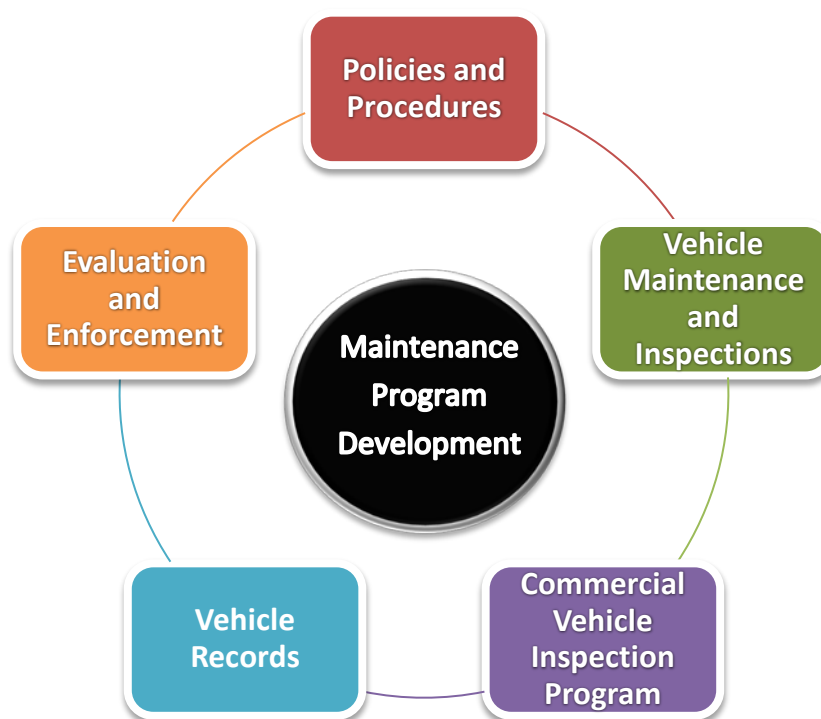 Policies and
Procedures
Vehicle
Maintenance
and
Inspections
Commercial
Vehicle
Inspection
Program
Vehicle
Records
Evaluation
and
Enforcement
Maintenance
Program
Development